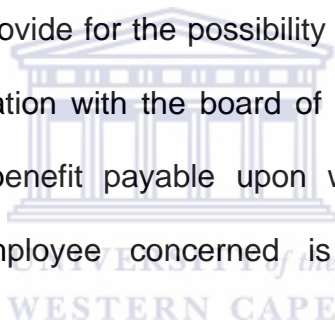 ovide for the possibility
ation with the board of
benefit payable upon w
mployee concerned is
UNIVERSITY of the
WESTERN CAPE